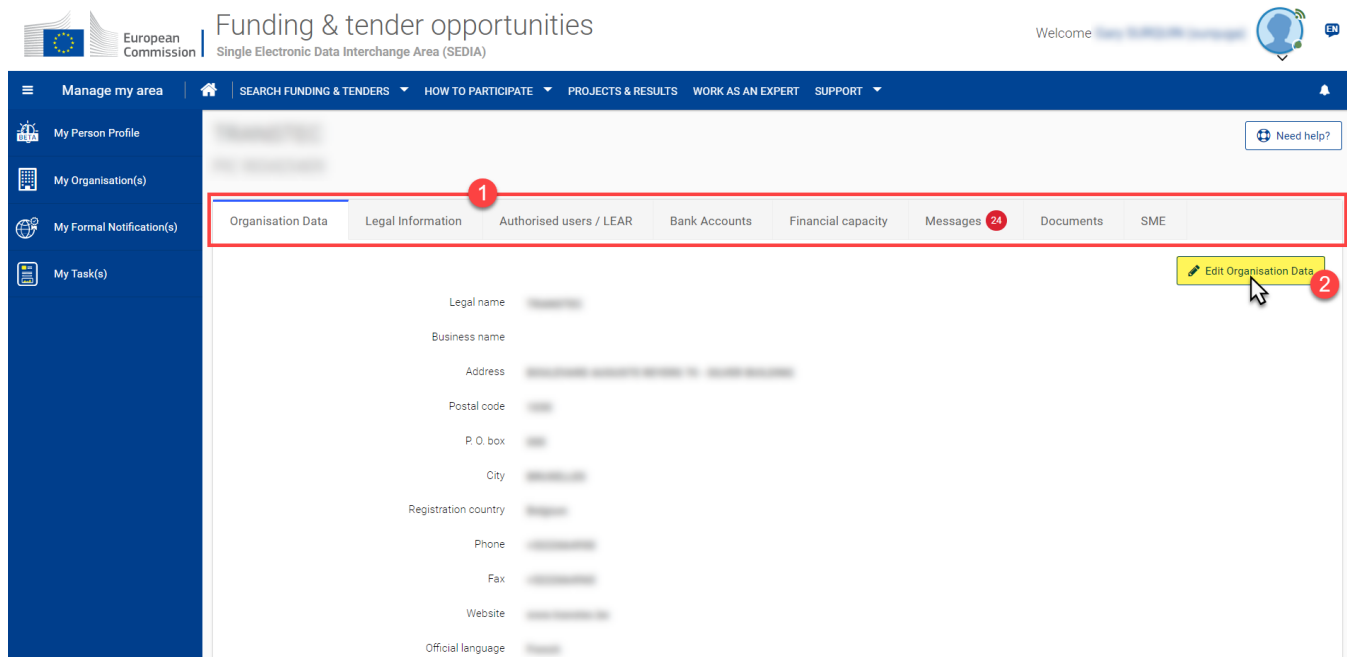 European
Commission
Funding & tender opportunities
Single Electronic Data Interchange Area (SEDIA)
Welcome
EN
Manage my area
SEARCH FUNDING & TENDERS HOW TO PARTICIPATE PROJECTS & RESULTS WORK AS AN EXPERT SUPPORT
BETA My Person Profile
My Organisation(s)
My Formal Notification(s)
My Task(s)
Need help?
1
Organisation Data Legal Information Authorised users / LEAR Bank Accounts Financial capacity Messages 24 Documents SME
Edit Organisation Data
2
Legal name
Business name
Address
Postal code
P. O. box
City
Registration country
Phone
Fax
Website
Official language